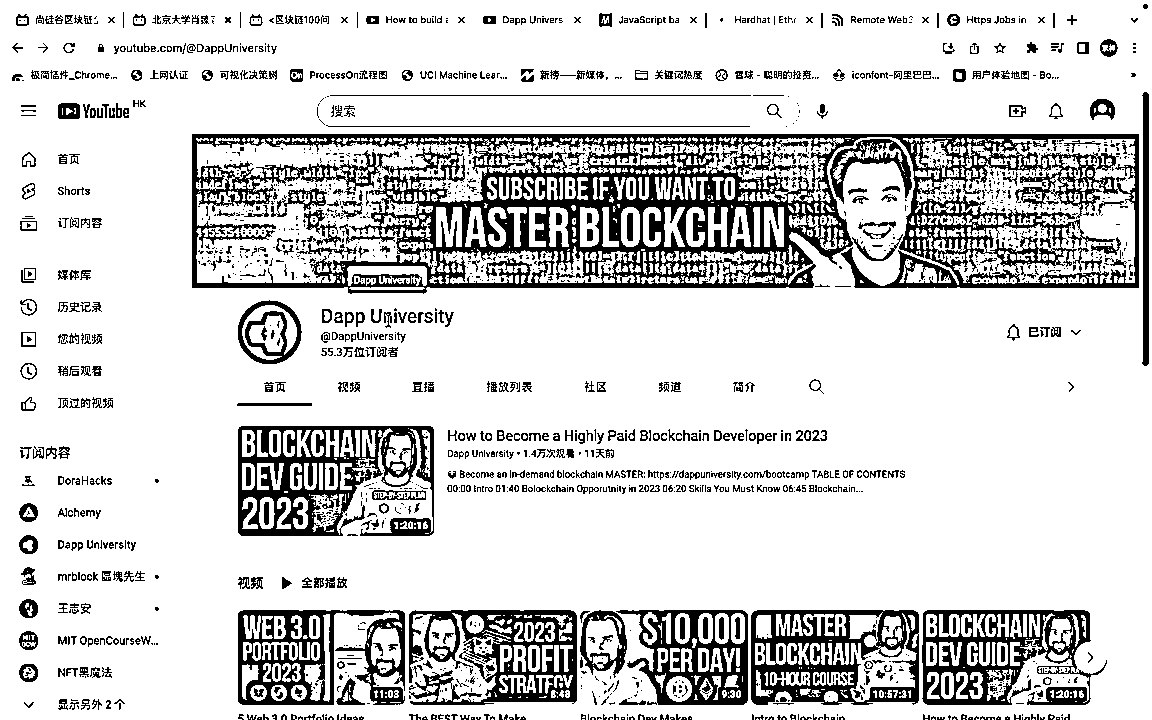 尚硅谷区块链全
北京大学肖臻《
<区块链100问
How to build a
Dapp Univers
JavaScript ba
Hardhat | Ethe
Remote Web3
Https Jobs in
youtube.com/@DappUniversity
极简插件_Chrome...
上网认证
可视化决策树
ProcessOn流程图
UCI Machine Lear...
新榜——新媒体, ...
关键词热度
雪球 - 聪明的投资...
iconfont-阿里巴巴...
用户体验地图 - Bo...
YouTube HK
搜索
首页
Shorts
订阅内容
媒体库
历史记录
您的视频
稍后观看
顶过的视频
订阅内容
DoraHacks
Alchemy
Dapp University
mrblock 區塊先生
王志安
MIT OpenCourseW...
NFT黑魔法
显示另外 2 个
SUBSCRIBE IF YOU WANT TO
MASTER BLOCKCHAIN
Dapp University
Dapp University
@DappUniversity
55.3万位订阅者
已订阅
首页 视频 直播 播放列表 社区 频道 简介
BLOCKCHAIN
DEV GUIDE
2023
STEP-BY-STEP PLAN
1:20:16
How to Become a Highly Paid Blockchain Developer in 2023
Dapp University • 1.4万次观看 • 11天前
Become an in-demand blockchain MASTER: https://dappuniversity.com/bootcamp TABLE OF CONTENTS
00:00 Intro 01:40 Bolockchain Opporutnity in 2023 06:20 Skills You Must Know 06:45 Blockchain...
视频
全部播放
WEB 3.0
PORTFOLIO
2023
11:03
2023
PROFIT
STRATEGY
8:48
$10,000
PER DAY!
0:30
MASTER
BLOCKCHAIN
10-HOUR COURSE
10:57:31
BLOCKCHAIN
DEV GUIDE
2023
STEP-BY-STEP PLAN
1:20:16
5 Web 3.0 Portfolio Ideas
The BEST Way To Make
Blockchain Dev Makes
Intro to Blockchain
How to Become a Highly Paid